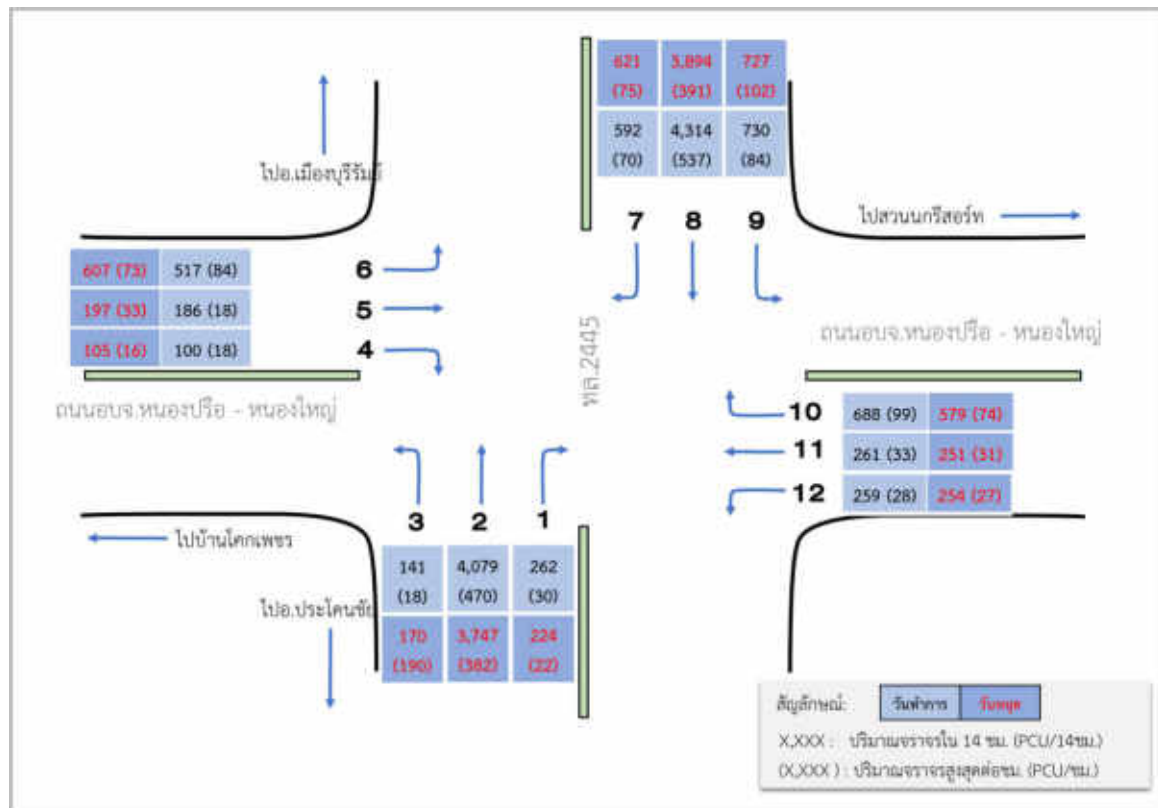 621 3,894 727
(75) (391) (102)
592 4,314 730
(70) (537) (84)
ไปอ.เมืองบุรีรัมย์
7 8 9
ไปสวนนกรีสอร์ท
607 (73) 517 (84) 6
197 (33) 186 (18) 5
105 (16) 100 (18) 4
ทล.2445
ถนนอบจ.หนองปรือ - หนองใหญ่
ถนนอบจ.หนองปรือ - หนองใหญ่
10 688 (99) 579 (74)
11 261 (33) 251 (31)
12 259 (28) 254 (27)
3 2 1
ไปบ้านโคกเพชร
141 4,079 262
(18) (470) (30)
ไปอ.ประโคนชัย
170 3,747 224
(190) (382) (22)
สัญลักษณ์: วันทำการ วันหยุด
X,XXX : ปริมาณจราจรใน 14 ชม. (PCU/14ชม.)
(X,XXX ) : ปริมาณจราจรสูงสุดต่อชม. (PCU/ชม.)